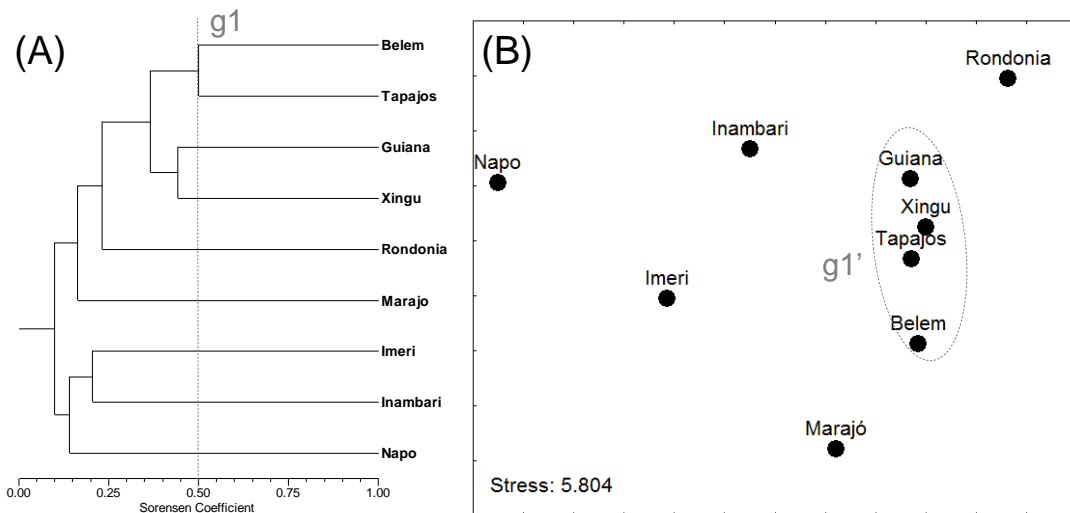 (A)
g1
Belem
Tapajos
Guiana
Xingu
Rondonia
Marajo
Imeri
Inambari
Napo
0.00 0.25 0.50 0.75 1.00
Sorensen Coefficient
(B)
Rondonia
Inambari
Napo
Guiana
Xingu
Tapajos
g1’
Imeri
Belem
Marajó
Stress: 5.804